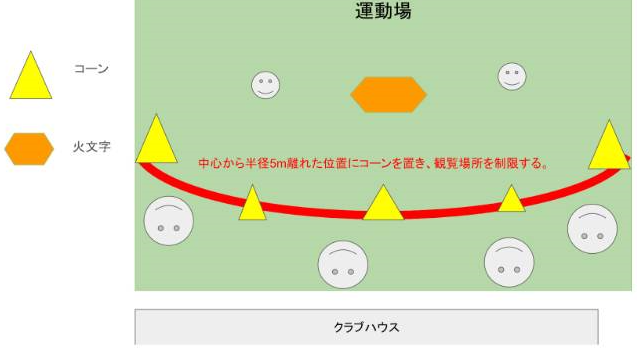 運動場
コーン
火文字
中心から半径5m離れた位置にコーンを置き、観覧場所を制限する。
クラブハウス